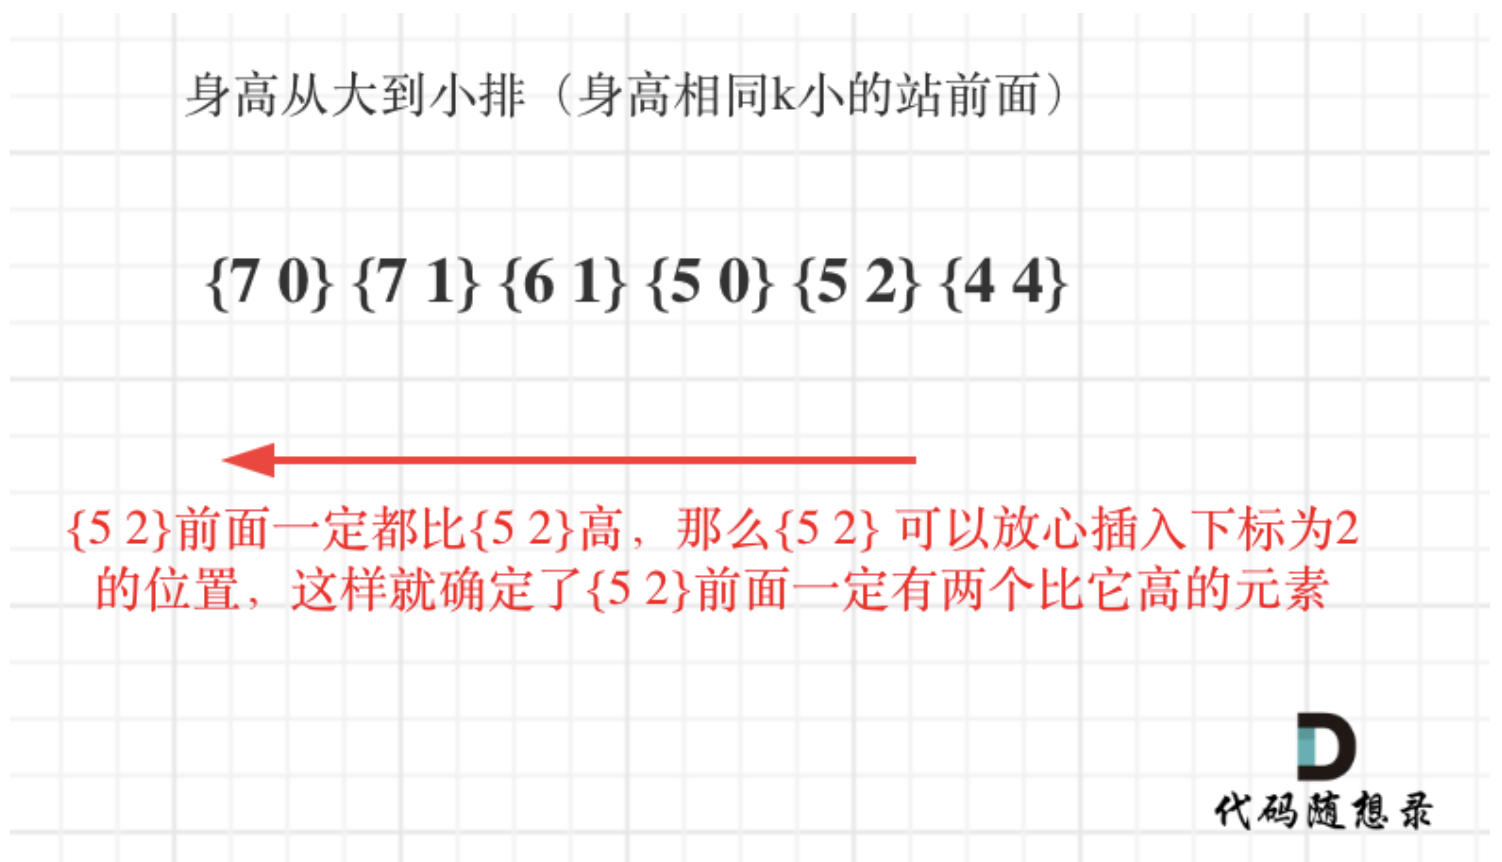 身高从大到小排（身高相同k小的站前面）
{7 0} {7 1} {6 1} {5 0} {5 2} {4 4}
{5 2}前面一定都比{5 2}高，那么{5 2} 可以放心插入下标为2
的位置，这样就确定了{5 2}前面一定有两个比它高的元素
代码随想录